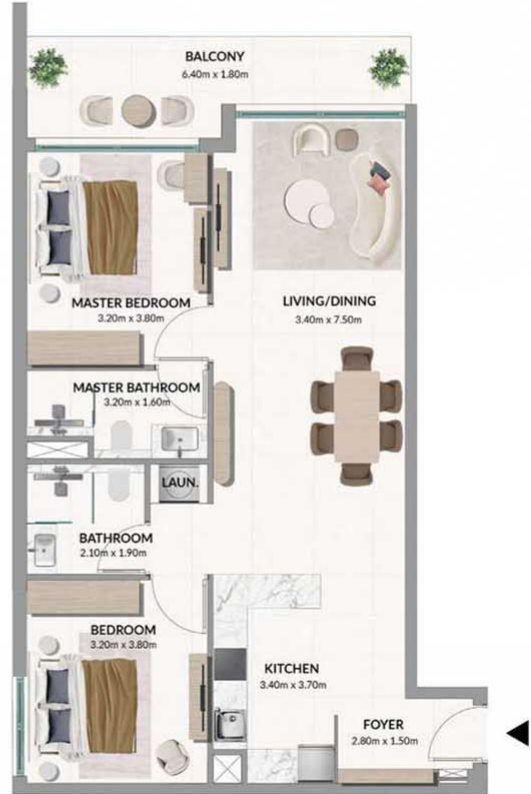 BALCONY
6.40m x 1.80m
MASTER BEDROOM
3.20m x 3.80m
LIVING/DINING
3.40m x 7.50m
MASTER BATHROOM
3.20m x 1.60m
LAUN.
BATHROOM
2.10m x 1.90m
BEDROOM
3.20m x 3.80m
KITCHEN
3.40m x 3.70m
FOYER
2.80m x 1.50m